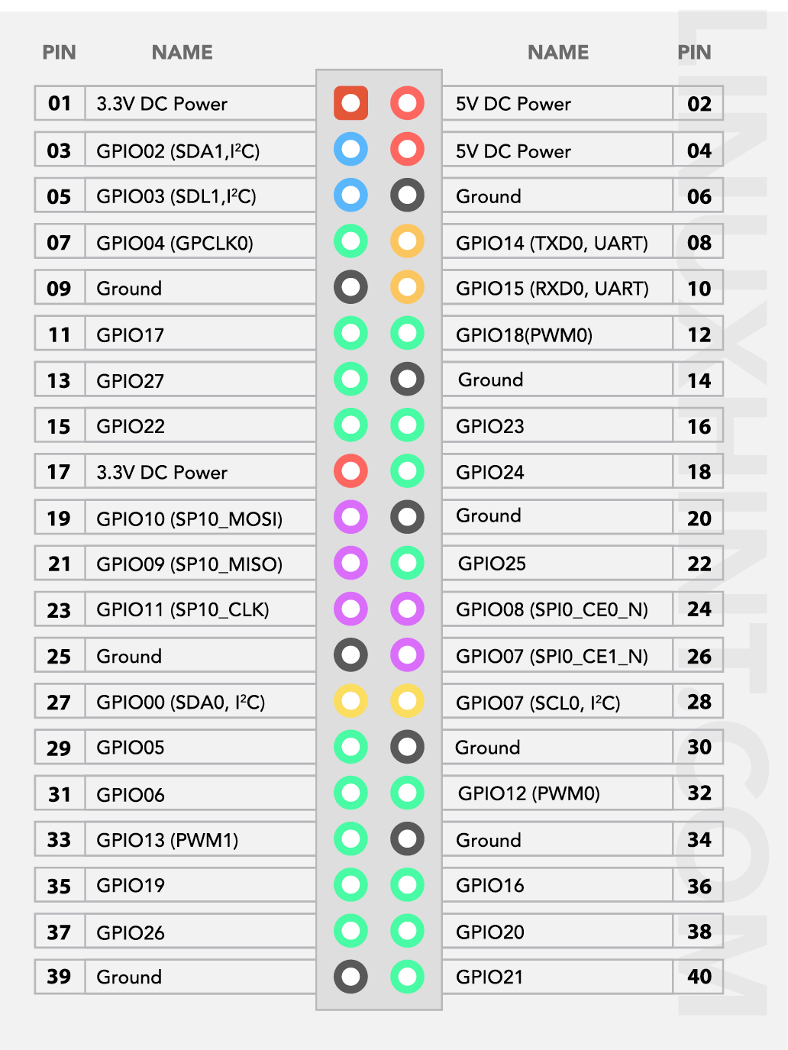 PIN NAME NAME PIN
01 3.3V DC Power 5V DC Power 02
03 GPIO02 (SDA1,I²C) 5V DC Power 04
05 GPIO03 (SDL1,I²C) Ground 06
07 GPIO04 (GPCLK0) GPIO14 (TXD0, UART) 08
09 Ground GPIO15 (RXD0, UART) 10
11 GPIO17 GPIO18(PWM0) 12
13 GPIO27 Ground 14
15 GPIO22 GPIO23 16
17 3.3V DC Power GPIO24 18
19 GPIO10 (SP10_MOSI) Ground 20
21 GPIO09 (SP10_MISO) GPIO25 22
23 GPIO11 (SP10_CLK) GPIO08 (SPI0_CE0_N) 24
25 Ground GPIO07 (SPI0_CE1_N) 26
27 GPIO00 (SDA0, I²C) GPIO07 (SCL0, I²C) 28
29 GPIO05 Ground 30
31 GPIO06 GPIO12 (PWM0) 32
33 GPIO13 (PWM1) Ground 34
35 GPIO19 GPIO16 36
37 GPIO26 GPIO20 38
39 Ground GPIO21 40
LINUXHINT.COM